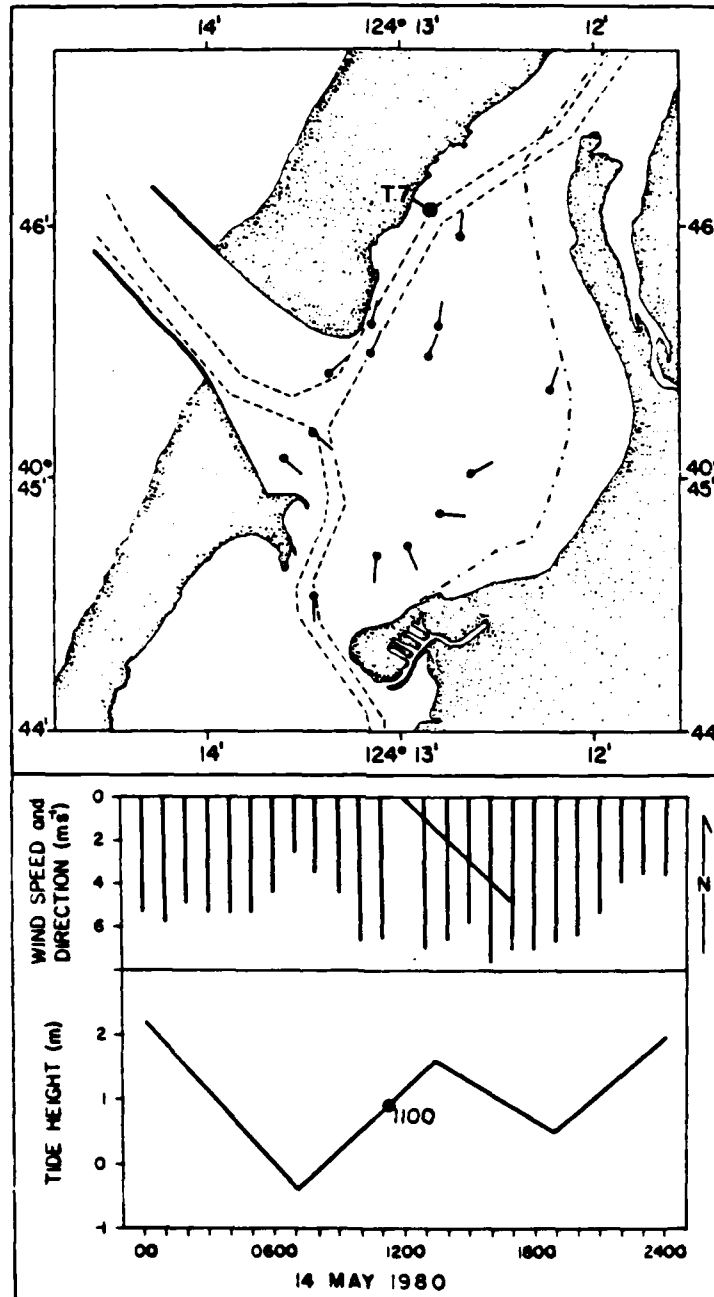 14' 124° 13' 12'
T7
46' 46'
40° 40°
45' 45'
44' 44'
14' 124° 13' 12'
WIND SPEED and
DIRECTION (ms⁻¹)
0
2
4
6
N
TIDE HEIGHT (m)
2
1
0
-1
1100
00 0600 1200 1800 2400
14 MAY 1980